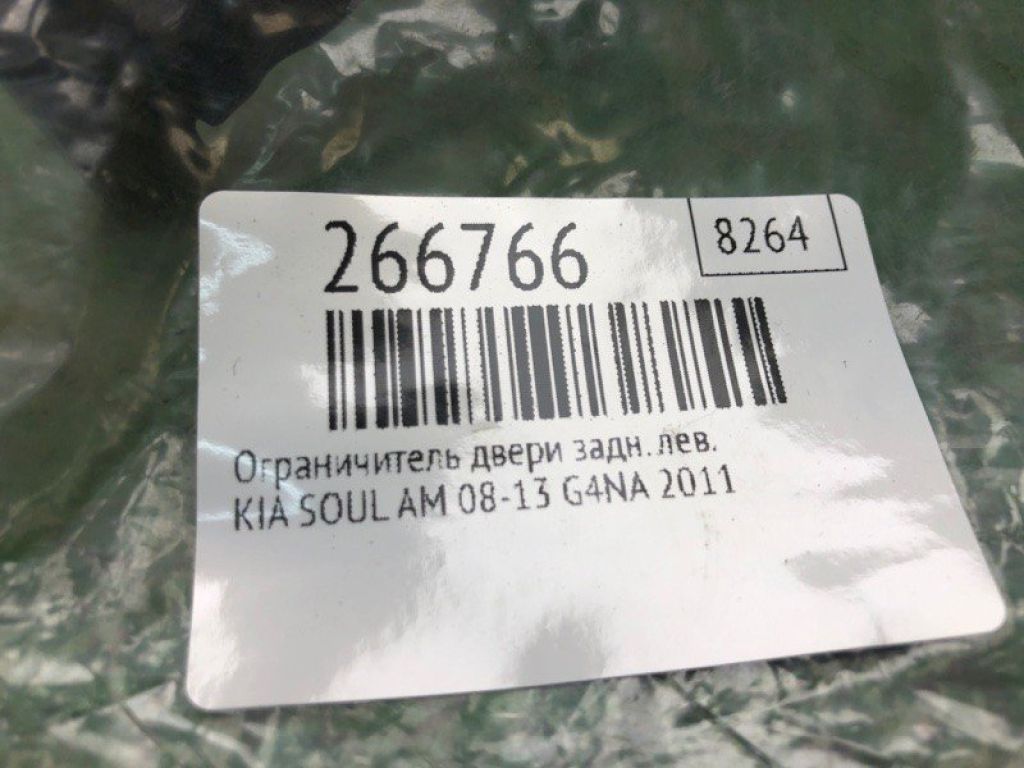 266766
8264
Ограничитель двери задн. лев.
KIA SOUL AM 08-13 G4NA 2011